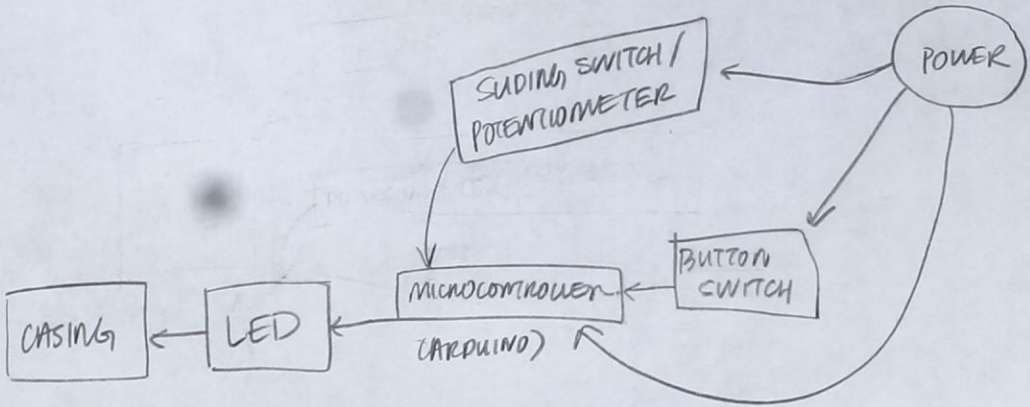 POWER
SLIDING SWITCH /
POTENTIOMETER
BUTTON
SWITCH
MICROCONTROLLER
(ARDUINO)
LED
CASING